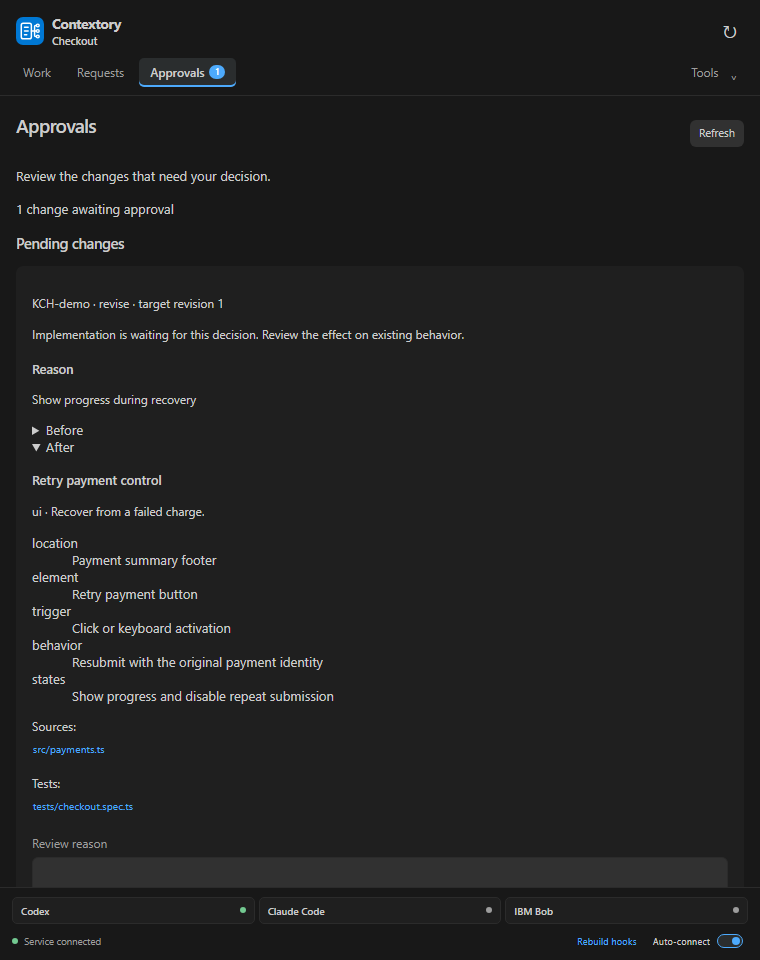 Contextory
Checkout
↻
Work Requests Approvals 1 Tools
Approvals
Refresh
Review the changes that need your decision.
1 change awaiting approval
Pending changes
KCH-demo · revise · target revision 1
Implementation is waiting for this decision. Review the effect on existing behavior.
Reason
Show progress during recovery
▶ Before
▼ After
Retry payment control
ui · Recover from a failed charge.
location
Payment summary footer
element
Retry payment button
trigger
Click or keyboard activation
behavior
Resubmit with the original payment identity
states
Show progress and disable repeat submission
Sources:
src/payments.ts
Tests:
tests/checkout.spec.ts
Review reason
Codex Claude Code IBM Bob
Service connected Rebuild hooks Auto-connect